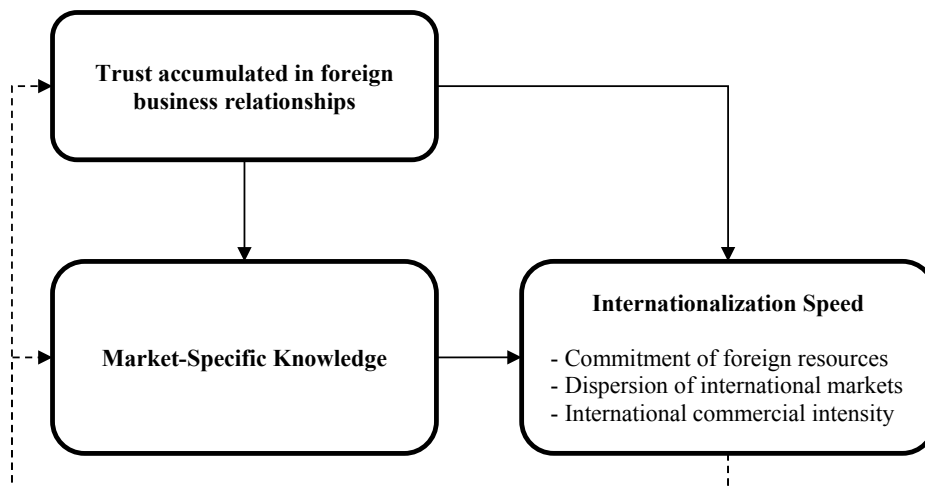 Trust accumulated in foreign
business relationships
Market-Specific Knowledge
Internationalization Speed
- Commitment of foreign resources
- Dispersion of international markets
- International commercial intensity